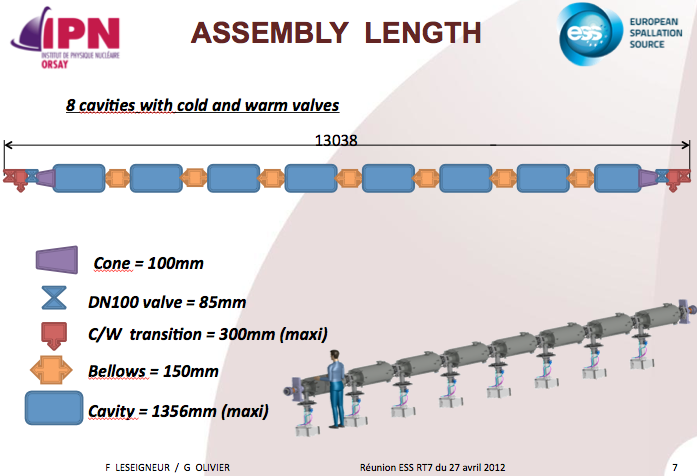 IPN
INSTITUT DE PHYSIQUE NUCLÉAIRE
ORSAY
ASSEMBLY LENGTH
ess
EUROPEAN
SPALLATION
SOURCE
8 cavities with cold and warm valves
13038
Cone = 100mm
DN100 valve = 85mm
C/W transition = 300mm (maxi)
Bellows = 150mm
Cavity = 1356mm (maxi)
F LESEIGNEUR / G OLIVIER
Réunion ESS RT7 du 27 avril 2012
7